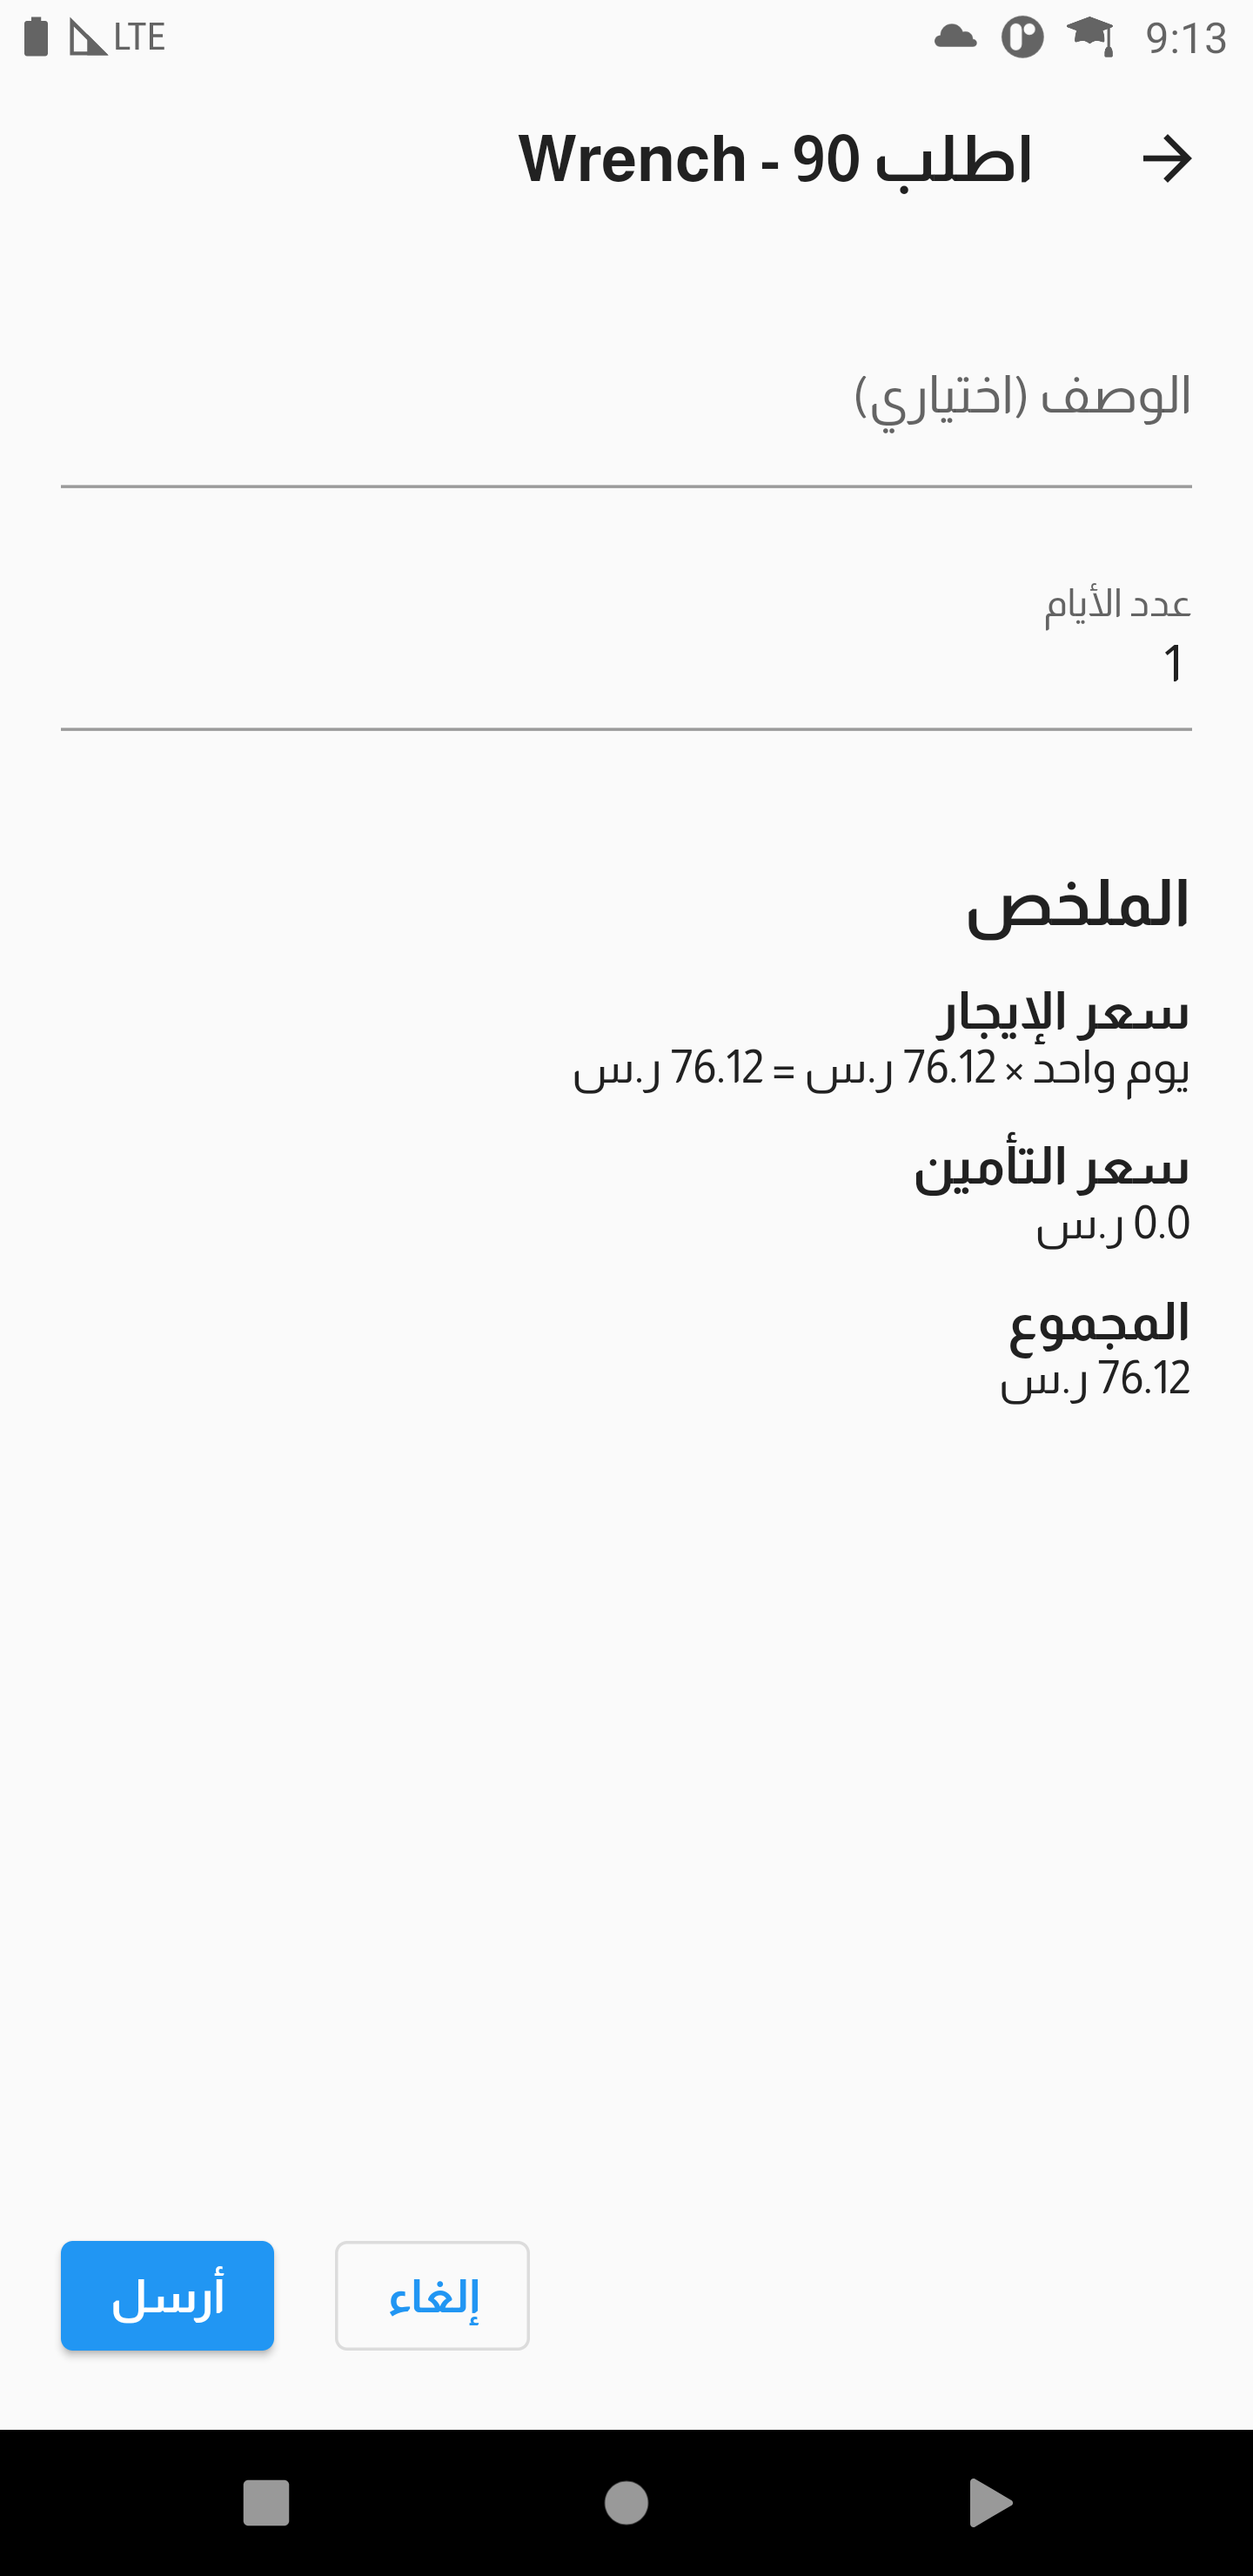 LTE 9:13
اطلب 90 - Wrench
الوصف (اختياري)
عدد الأيام
1
الملخص
سعر الإيجار
يوم واحد × 76.12 ر.س = 76.12 ر.س
سعر التأمين
0.0 ر.س
المجموع
76.12 ر.س
إلغاء
أرسل